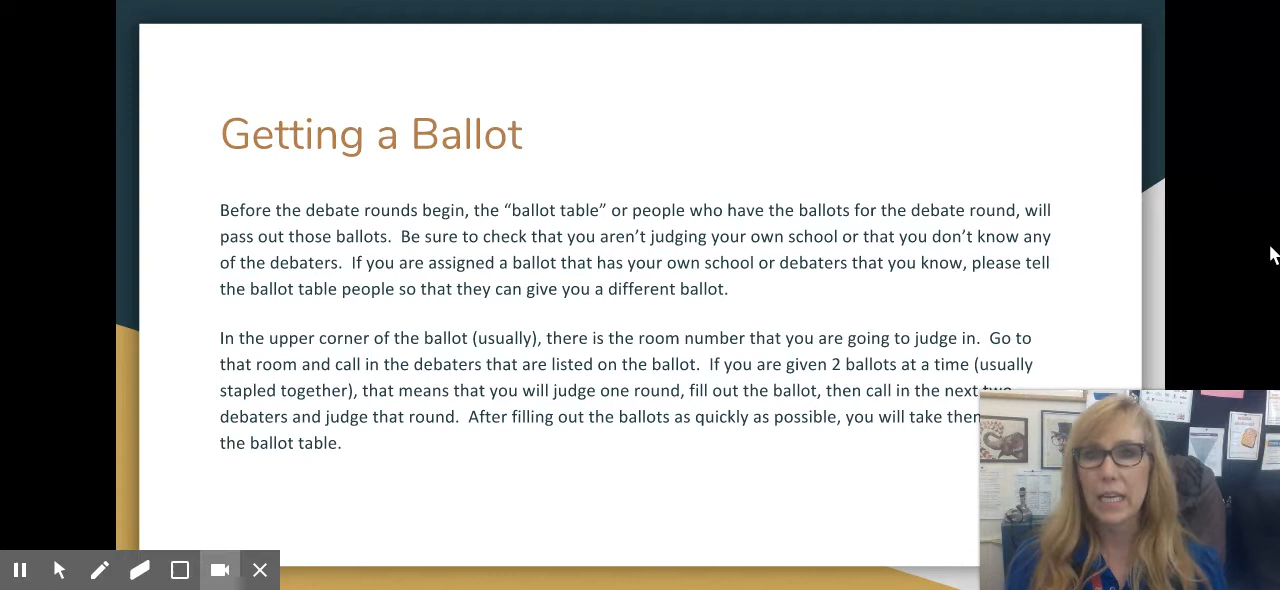 Getting a Ballot
Before the debate rounds begin, the “ballot table” or people who have the ballots for the debate round, will
pass out those ballots.  Be sure to check that you aren’t judging your own school or that you don’t know any
of the debaters.  If you are assigned a ballot that has your own school or debaters that you know, please tell
the ballot table people so that they can give you a different ballot.
In the upper corner of the ballot (usually), there is the room number that you are going to judge in.  Go to
that room and call in the debaters that are listed on the ballot.  If you are given 2 ballots at a time (usually
stapled together), that means that you will judge one round, fill out the ballot, then call in the next two
debaters and judge that round.  After filling out the ballots as quickly as possible, you will take
the ballot table.